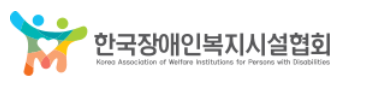 한국장애인복지시설협회
Korea Association of Welfare Institutions for Persons with Disabilities